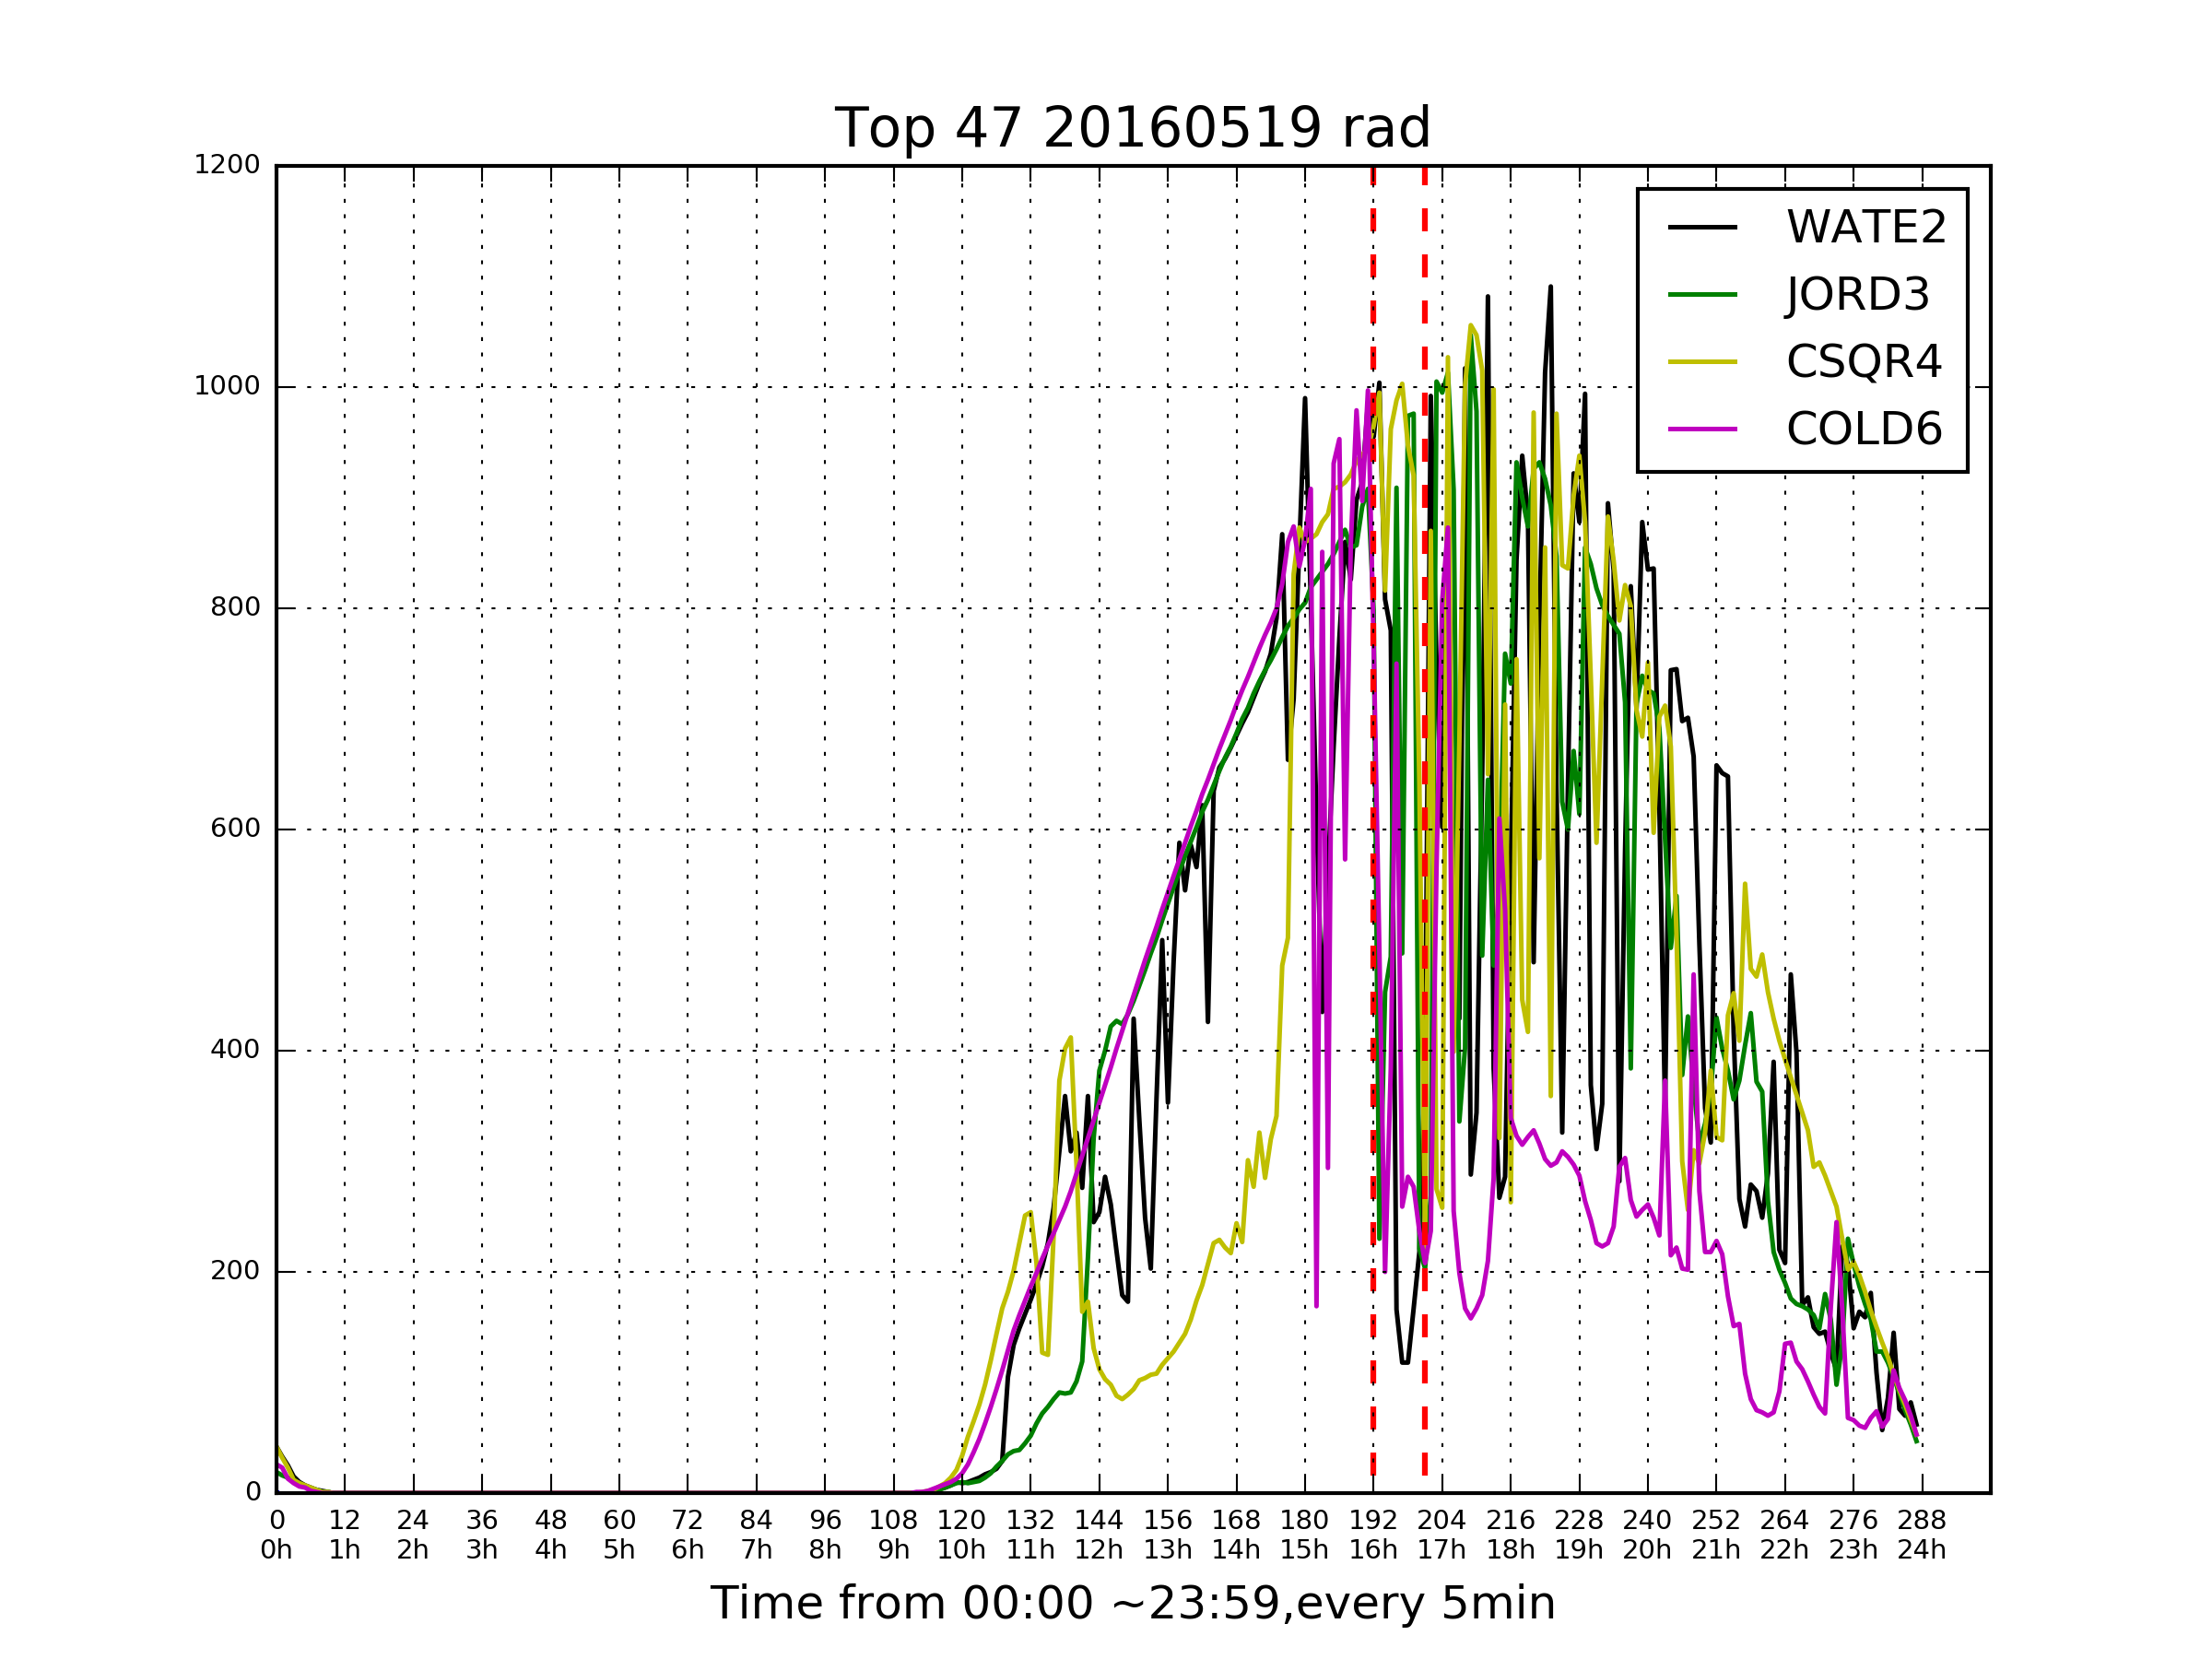 Top 47 20160519 rad
1200
1000
800
600
400
200
0
WATE2
JORD3
CSQR4
COLD6
0 12 24 36 48 60 72 84 96 108 120 132 144 156 168 180 192 204 216 228 240 252 264 276 288
0h 1h 2h 3h 4h 5h 6h 7h 8h 9h 10h 11h 12h 13h 14h 15h 16h 17h 18h 19h 20h 21h 22h 23h 24h
Time from 00:00 ~23:59,every 5min